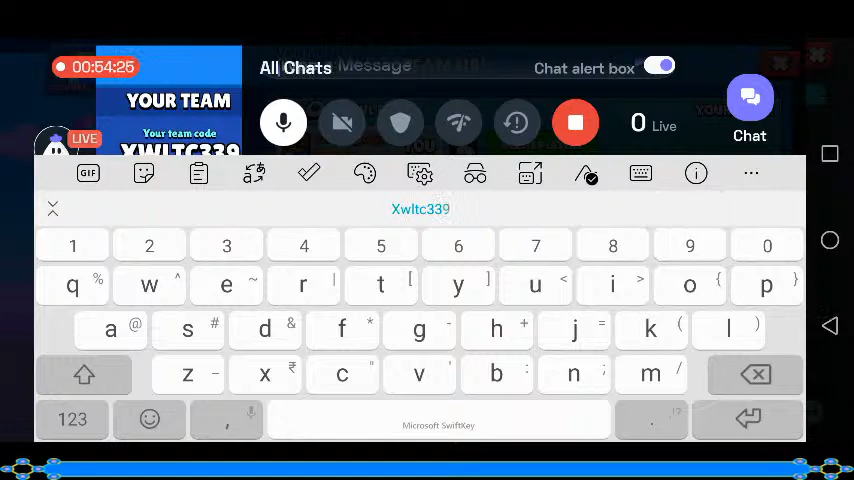 00:54:25
All Chats
Message
Chat alert box
YOUR TEAM
Your team code
XWLTC339
LIVE
0 Live
Chat
GIF
Xwltc339
1 2 3 4 5 6 7 8 9 0
q % w ^ e ~ r | t [ y ] u < i > o { p }
a @ s # d & f * g - h + j = k ( l )
z _ x ₹ c " v ' b : n ; m /
123 , Microsoft SwiftKey . !?